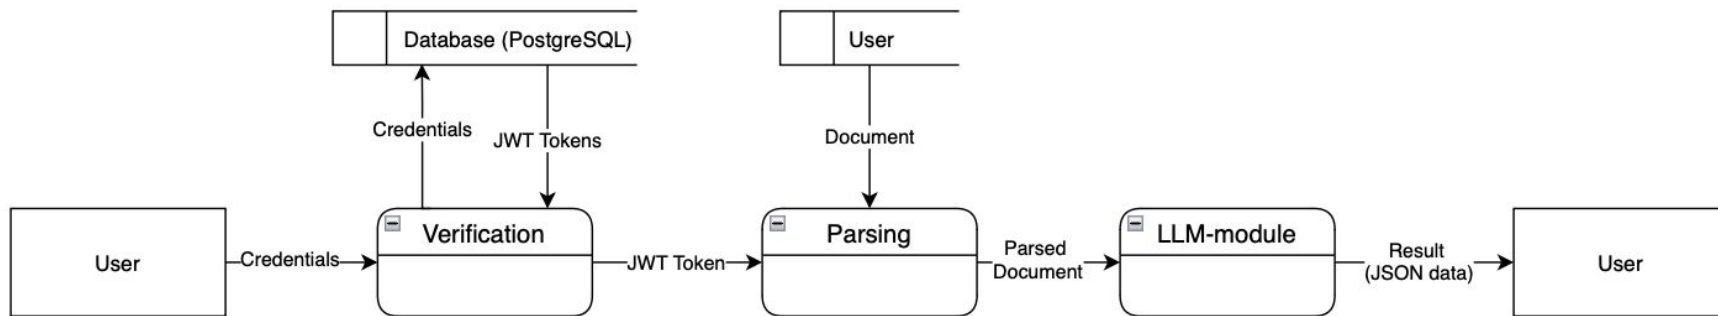 Database (PostgreSQL)
User
Credentials
JWT Tokens
Document
User
Credentials
Verification
JWT Token
Parsing
Parsed
Document
LLM-module
Result
(JSON data)
User